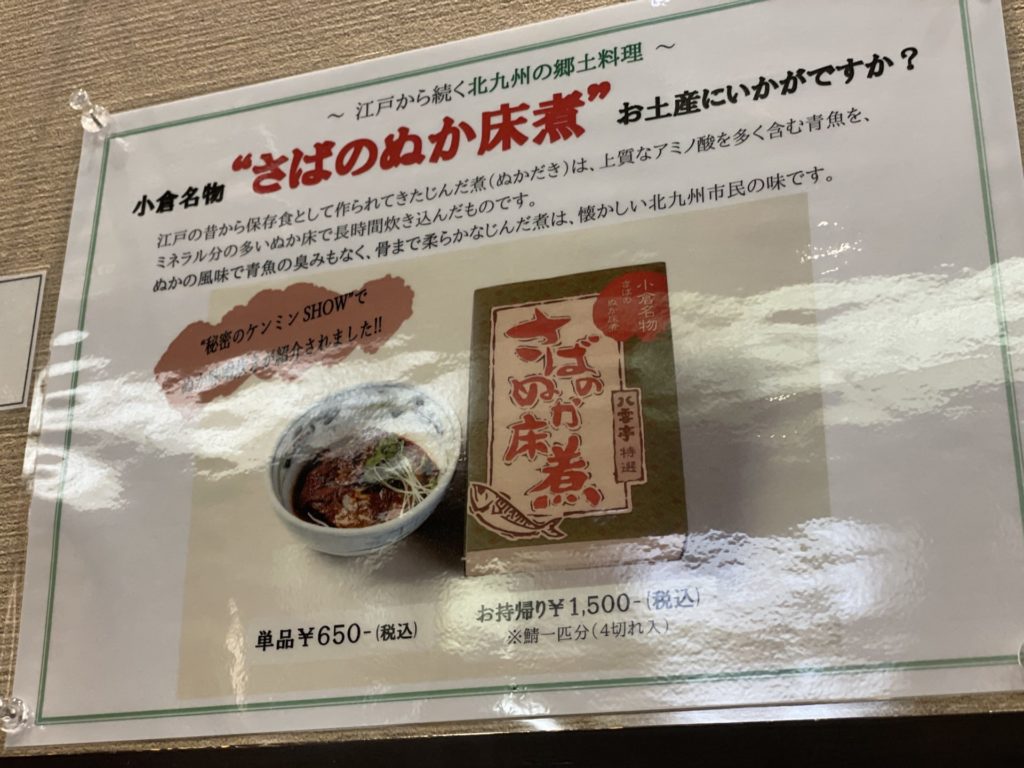 ～ 江戸から続く北九州の郷土料理 ～
小倉名物 “さばのぬか床煮” お土産にいかがですか？
江戸の昔から保存食として作られてきたじんだ煮（ぬかだき）は、上質なアミノ酸を多く含む青魚を、
ミネラル分の多いぬか床で長時間炊き込んだものです。
ぬかの風味で青魚の臭みもなく、骨まで柔らかなじんだ煮は、懐かしい北九州市民の味です。
“秘密のケンミンSHOW”で
が紹介されました!!
小倉名物
さばの
ぬか床煮
さばの
ぬか床煮
八雲亭 特選
単品￥650-（税込）
お持帰り￥1,500-（税込）
※鯖一匹分（4切れ入）